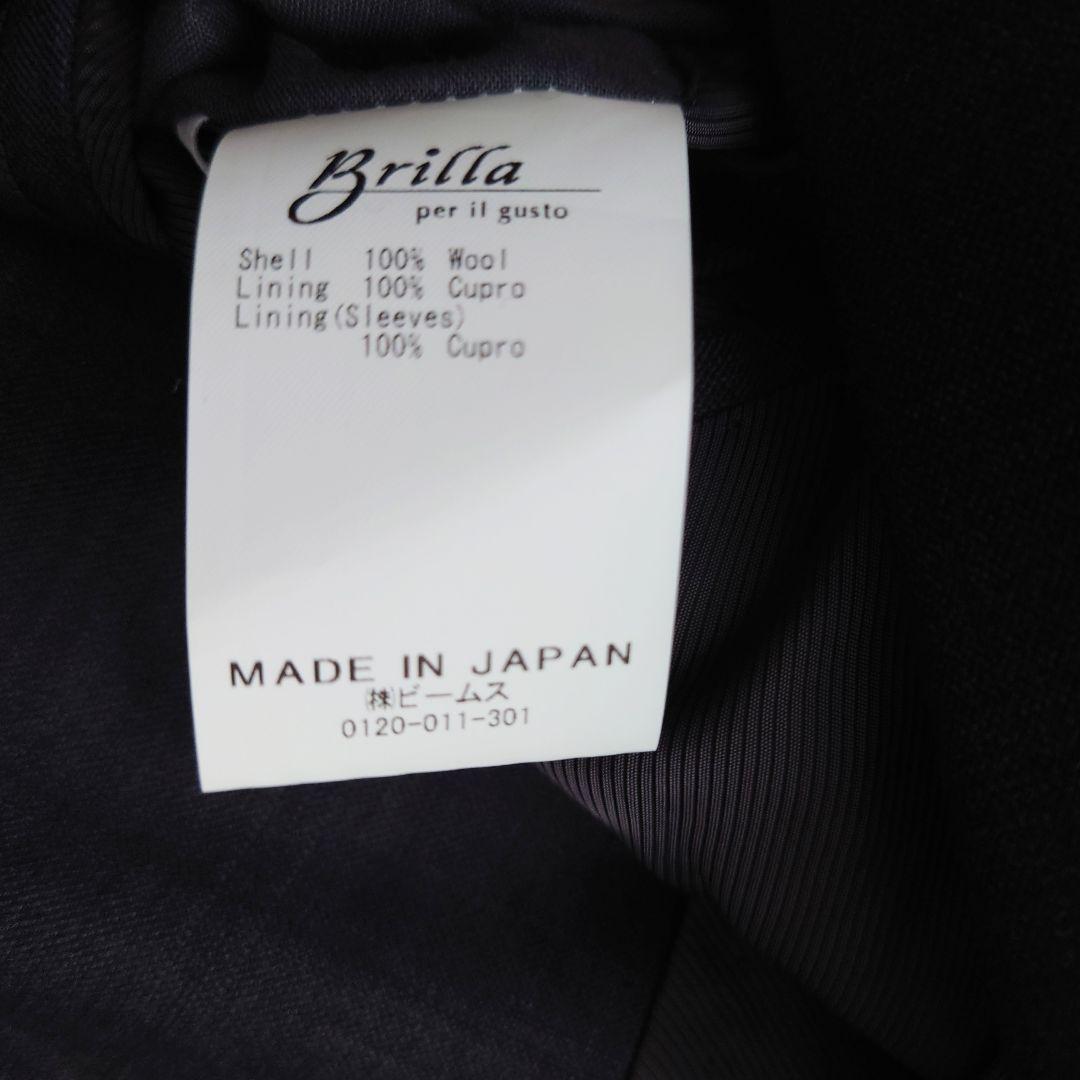 Brilla
per il gusto
Shell 100% Wool
Lining 100% Cupro
Lining(Sleeves)
100% Cupro
MADE IN JAPAN
㈱ビームス
0120-011-301